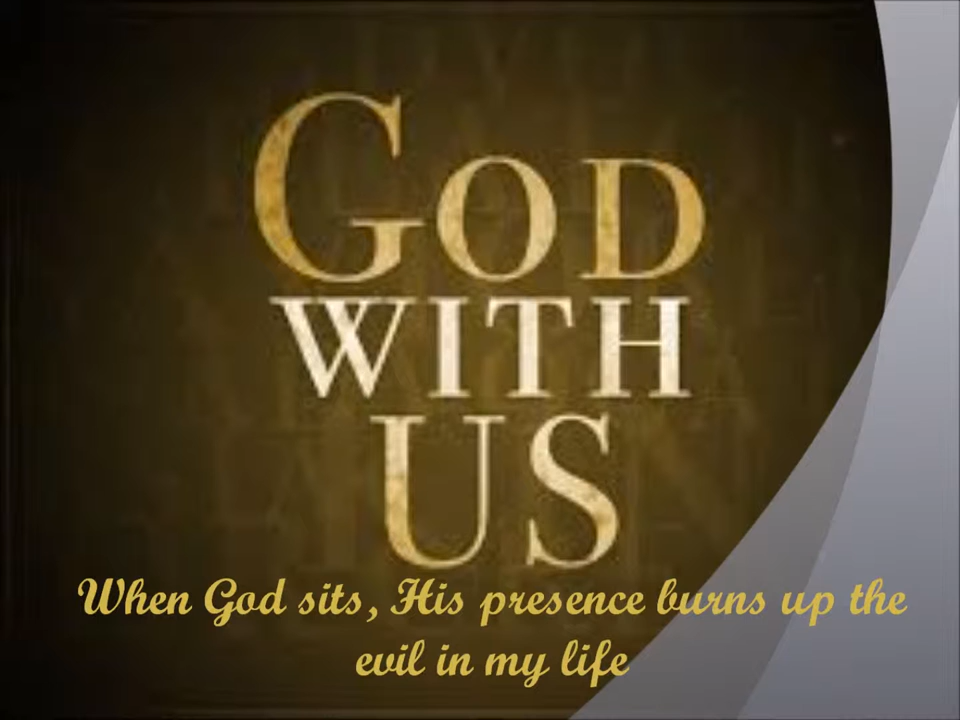 GOD
WITH
US
When God sits, His presence burns up the
evil in my life